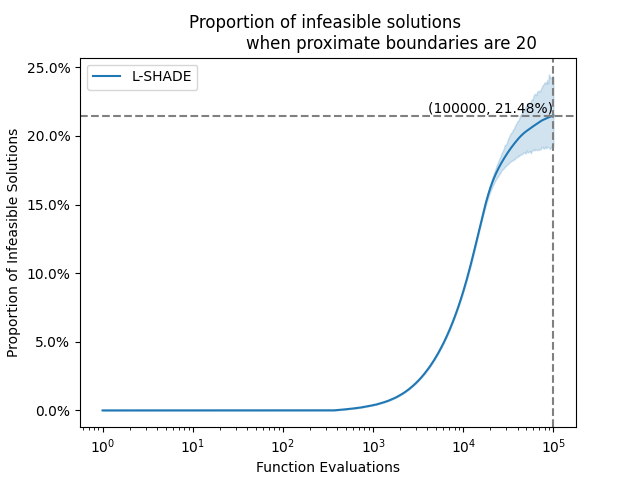 Proportion of infeasible solutions
when proximate boundaries are 20
25.0%
20.0%
15.0%
10.0%
5.0%
0.0%
Proportion of Infeasible Solutions
L-SHADE
(100000, 21.48%)
10⁰ 10¹ 10² 10³ 10⁴ 10⁵
Function Evaluations